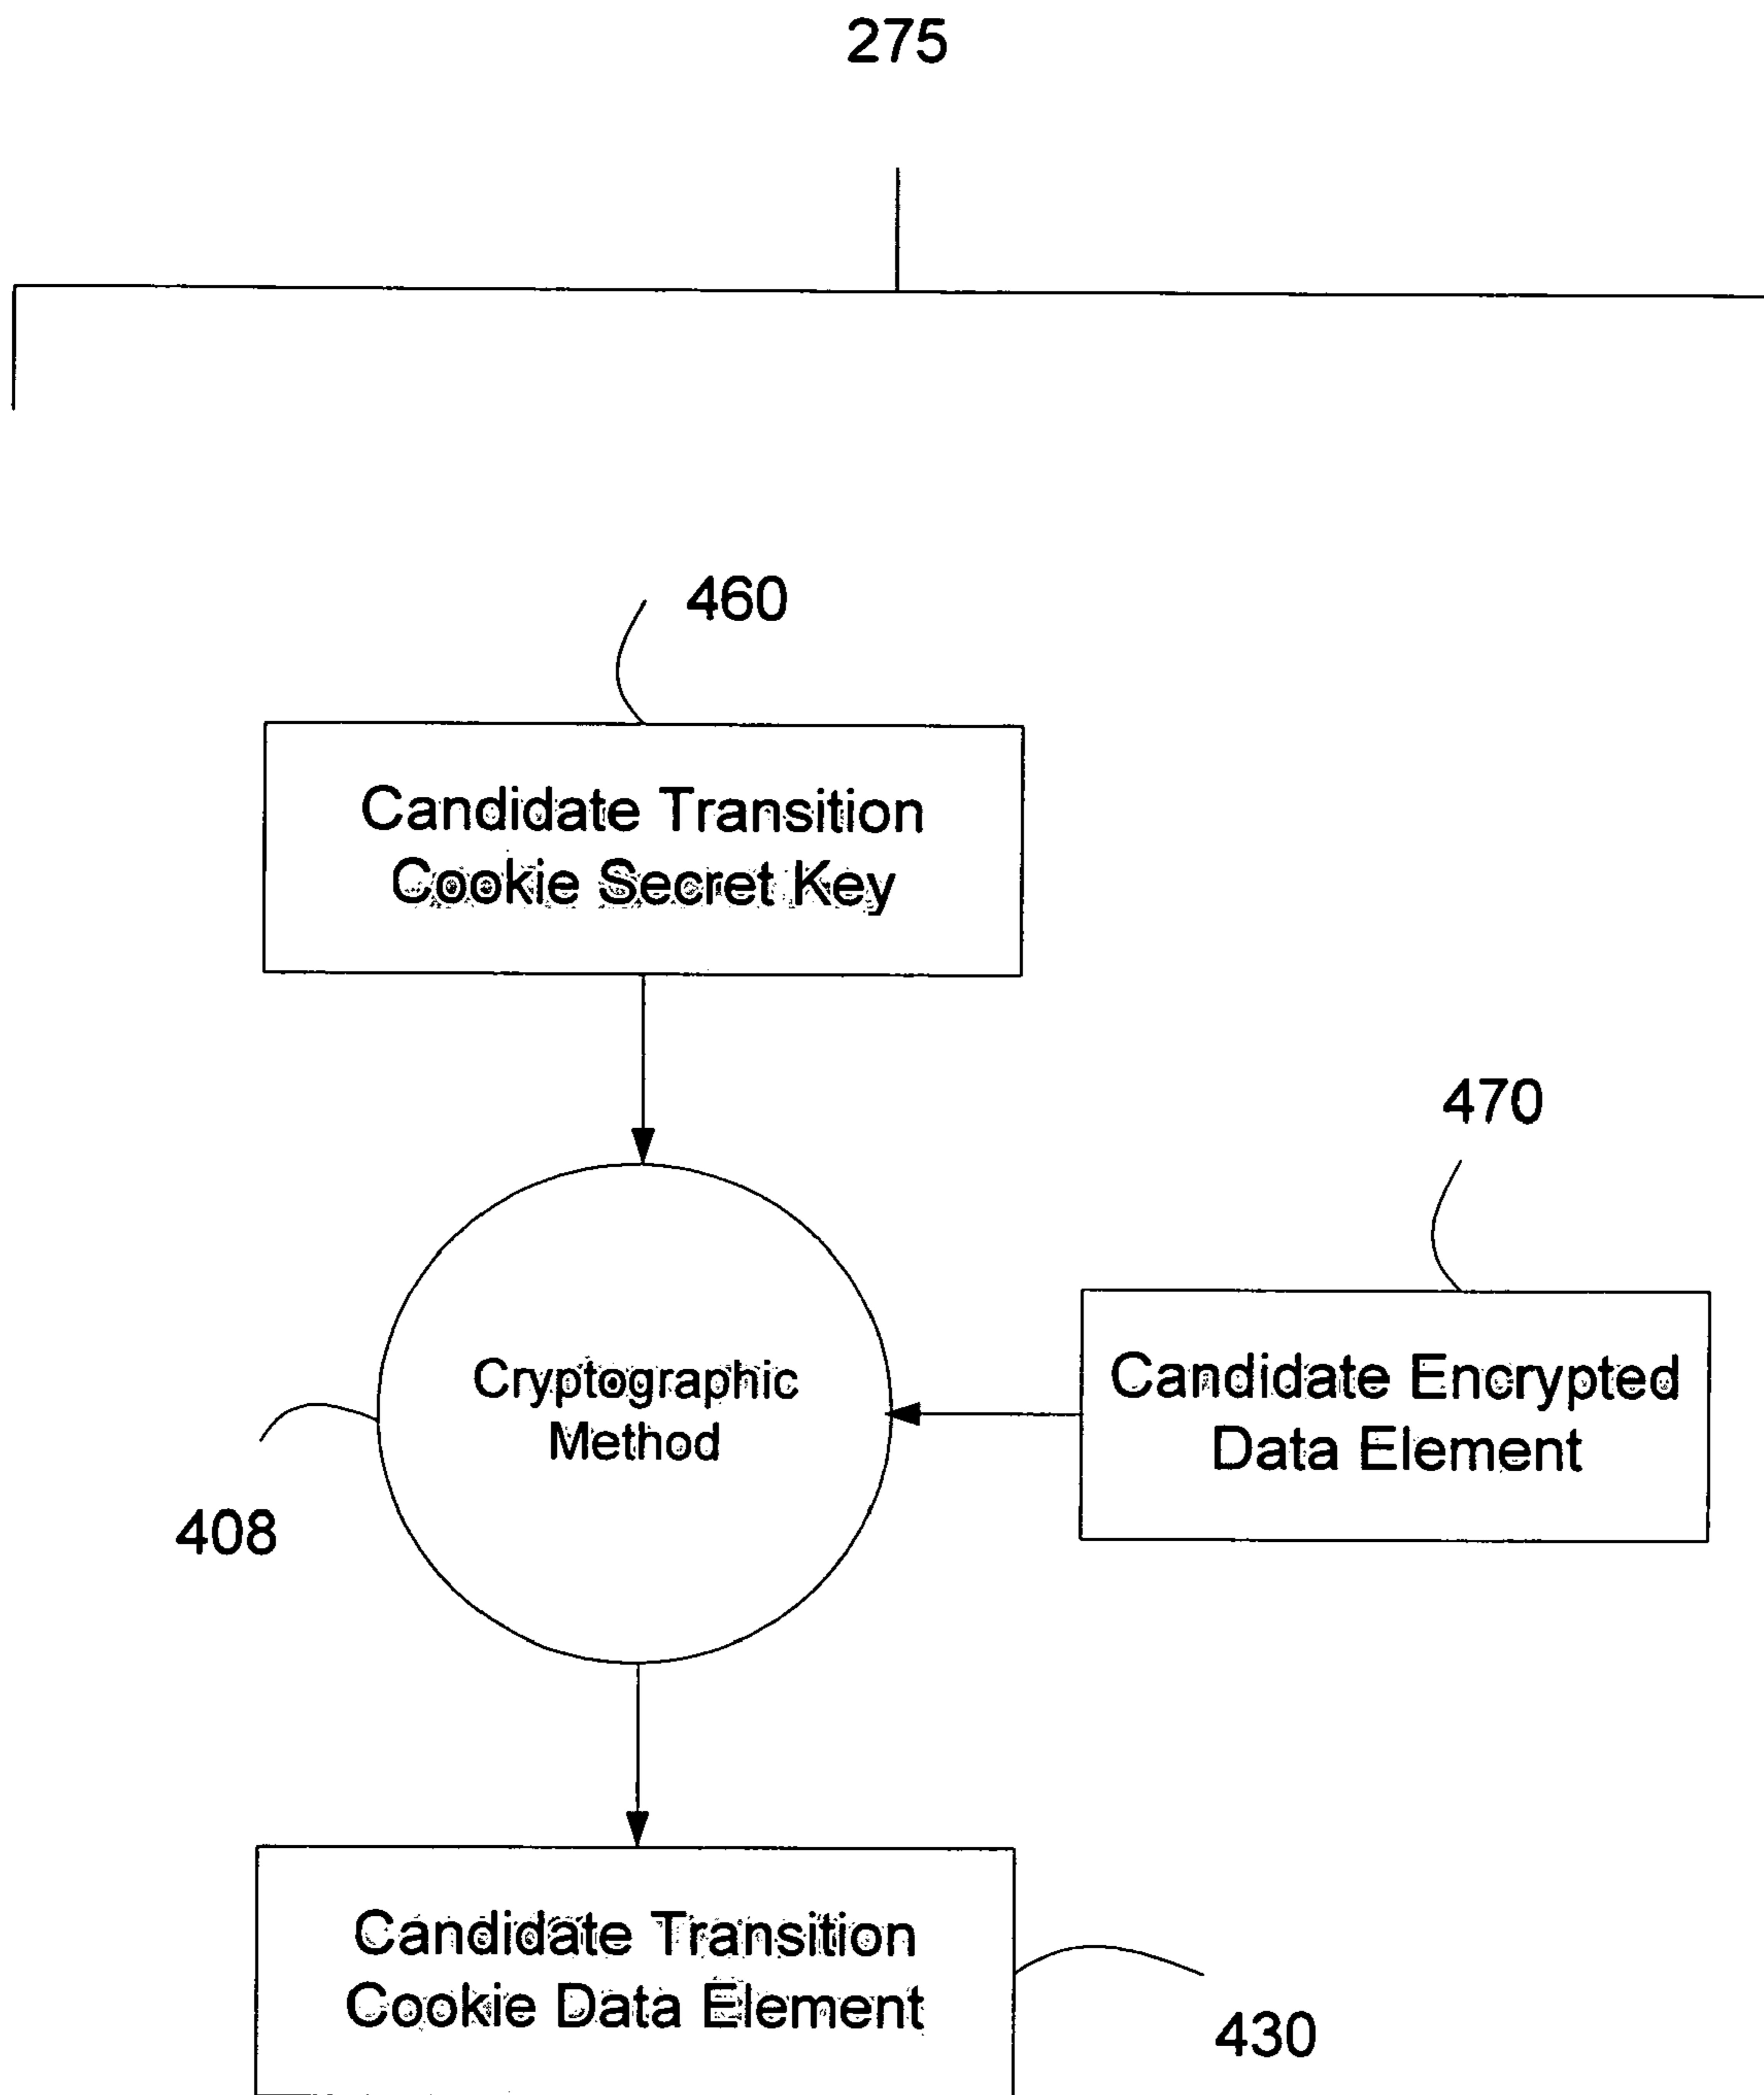 275
460
Candidate Transition
Cookie Secret Key
470
Cryptographic
Method
Candidate Encrypted
Data Element
408
Candidate Transition
Cookie Data Element
430